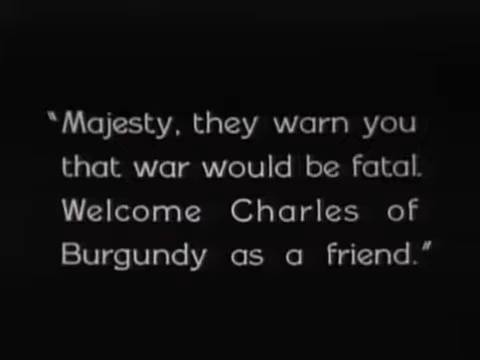 "Majesty, they warn you
that war would be fatal.
Welcome Charles of
Burgundy as a friend."